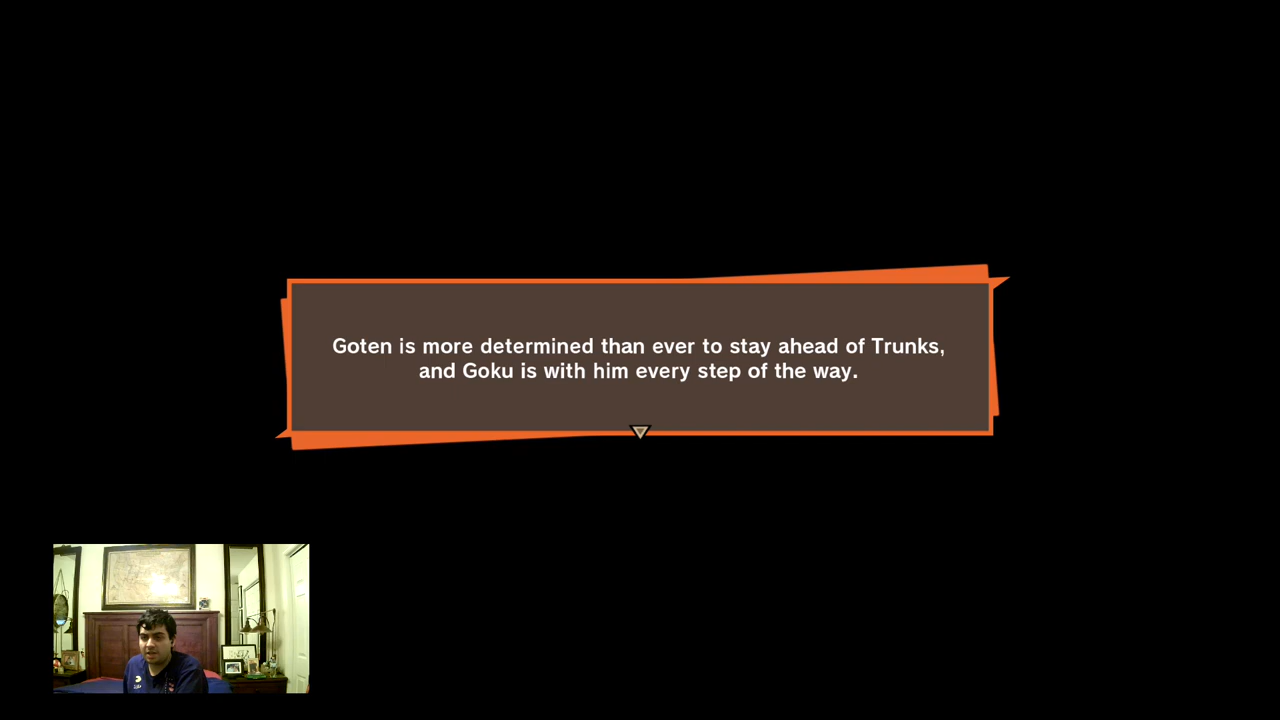 Goten is more determined than ever to stay ahead of Trunks,
and Goku is with him every step of the way.